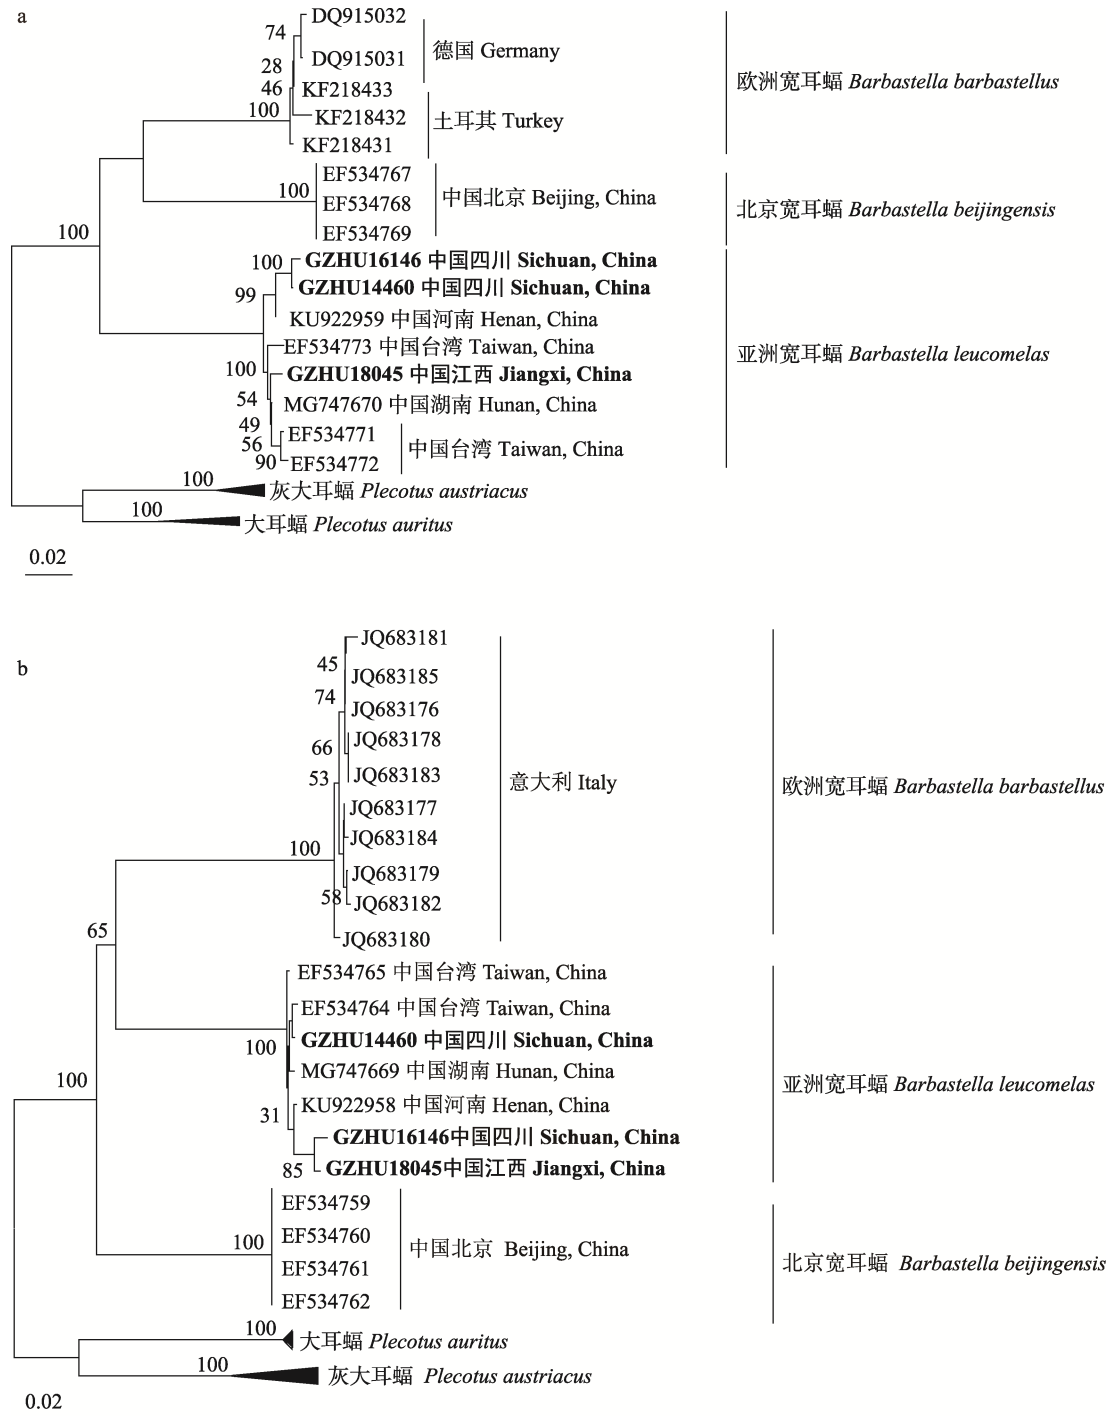 a
DQ915032
74
DQ915031
德国 Germany
28
46
KF218433
100
KF218432
土耳其 Turkey
KF218431
欧洲宽耳蝠 Barbastella barbastellus
EF534767
100
EF534768
中国北京 Beijing, China
EF534769
北京宽耳蝠 Barbastella beijingensis
100
100
GZHU16146 中国四川 Sichuan, China
GZHU14460 中国四川 Sichuan, China
99
KU922959 中国河南 Henan, China
EF534773 中国台湾 Taiwan, China
亚洲宽耳蝠 Barbastella leucomelas
100
GZHU18045 中国江西 Jiangxi, China
54
MG747670 中国湖南 Hunan, China
49
EF534771
56
中国台湾 Taiwan, China
90
EF534772
100
灰大耳蝠 Plecotus austriacus
100
大耳蝠 Plecotus auritus
0.02
b
JQ683181
45
JQ683185
74
JQ683176
66
JQ683178
53
JQ683183
意大利 Italy
欧洲宽耳蝠 Barbastella barbastellus
JQ683177
100
JQ683184
JQ683179
58
JQ683182
65
JQ683180
EF534765 中国台湾 Taiwan, China
EF534764 中国台湾 Taiwan, China
100
GZHU14460 中国四川 Sichuan, China
MG747669 中国湖南 Hunan, China
亚洲宽耳蝠 Barbastella leucomelas
100
31
KU922958 中国河南 Henan, China
GZHU16146中国四川 Sichuan, China
85
GZHU18045中国江西 Jiangxi, China
EF534759
100
EF534760
中国北京 Beijing, China
EF534761
北京宽耳蝠 Barbastella beijingensis
EF534762
100
大耳蝠 Plecotus auritus
100
灰大耳蝠 Plecotus austriacus
0.02